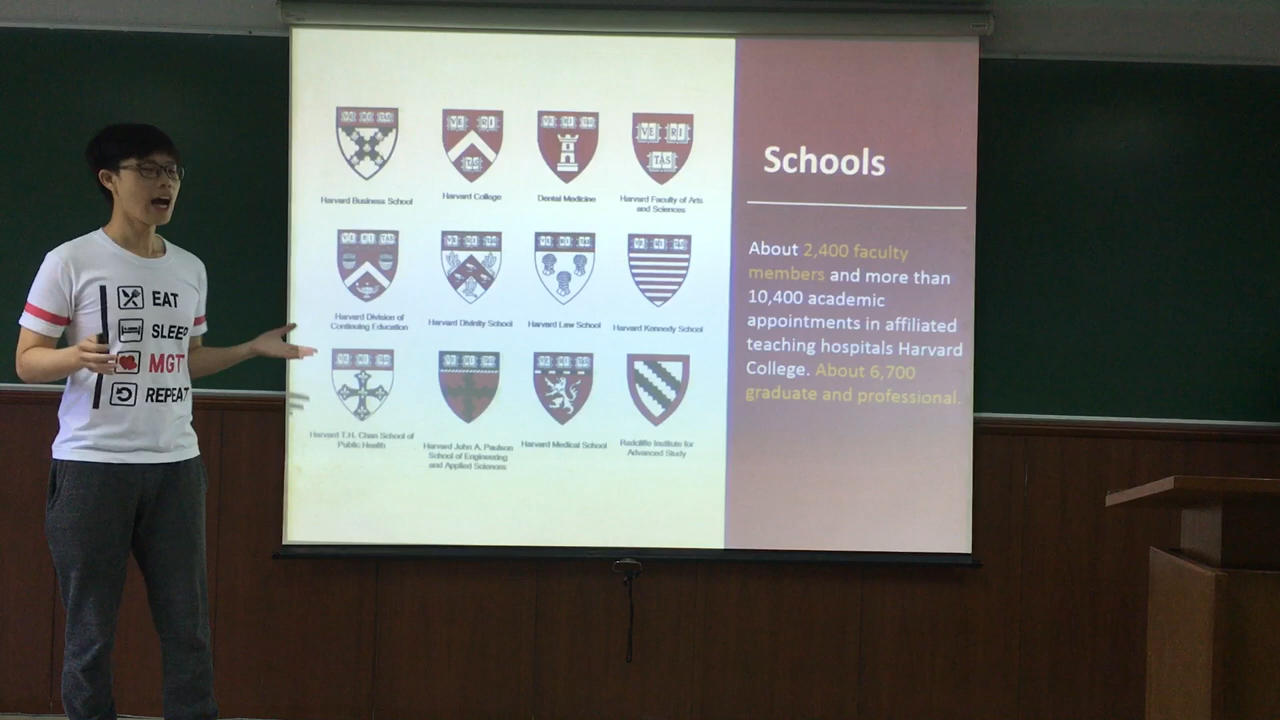 EAT
SLEEP
MGT
REPEAT
Harvard Business School
Harvard College
Dental Medicine
Harvard Faculty of Arts
and Sciences
Harvard Division of
Continuing Education
Harvard Divinity School
Harvard Law School
Harvard Kennedy School
Harvard T.H. Chan School of
Public Health
Harvard John A. Paulson
School of Engineering
and Applied Sciences
Harvard Medical School
Radcliffe Institute for
Advanced Study
VE RI
TAS
VE RI
TAS
VE RI TAS
Schools
About 2,400 faculty
members and more than
10,400 academic
appointments in affiliated
teaching hospitals Harvard
College. About 6,700
graduate and professional.